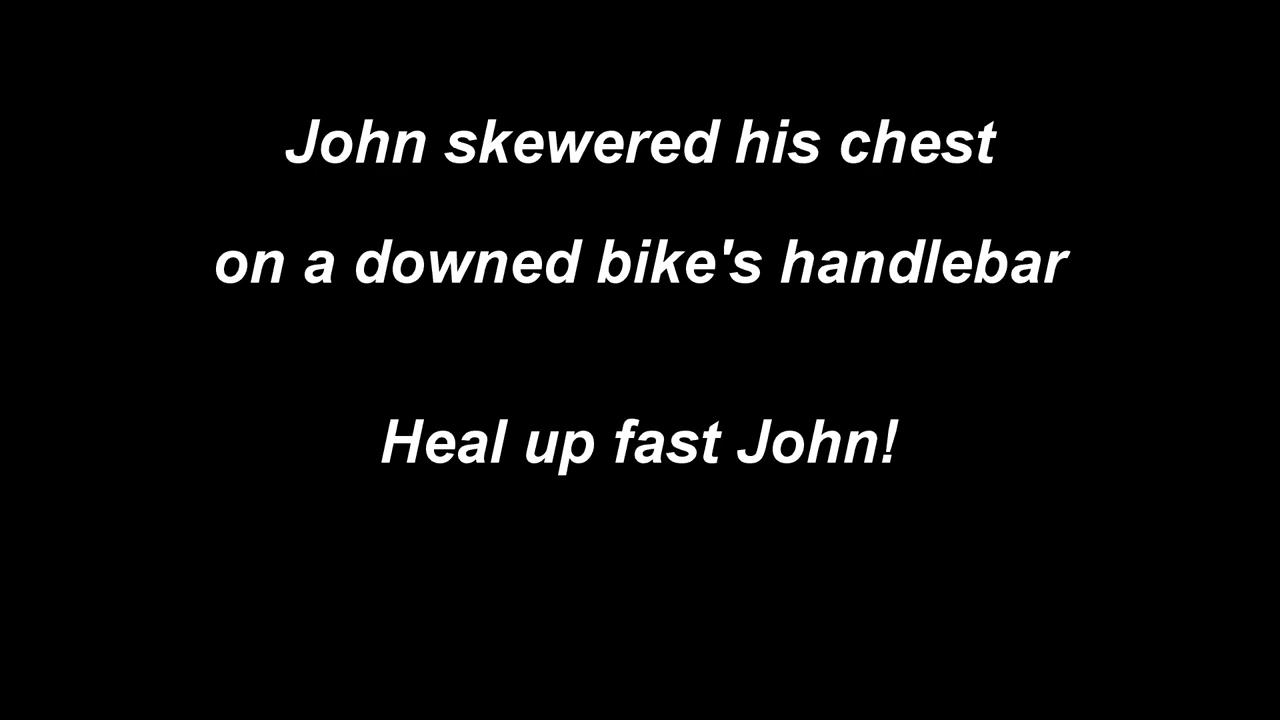 John skewered his chest
on a downed bike's handlebar
Heal up fast John!